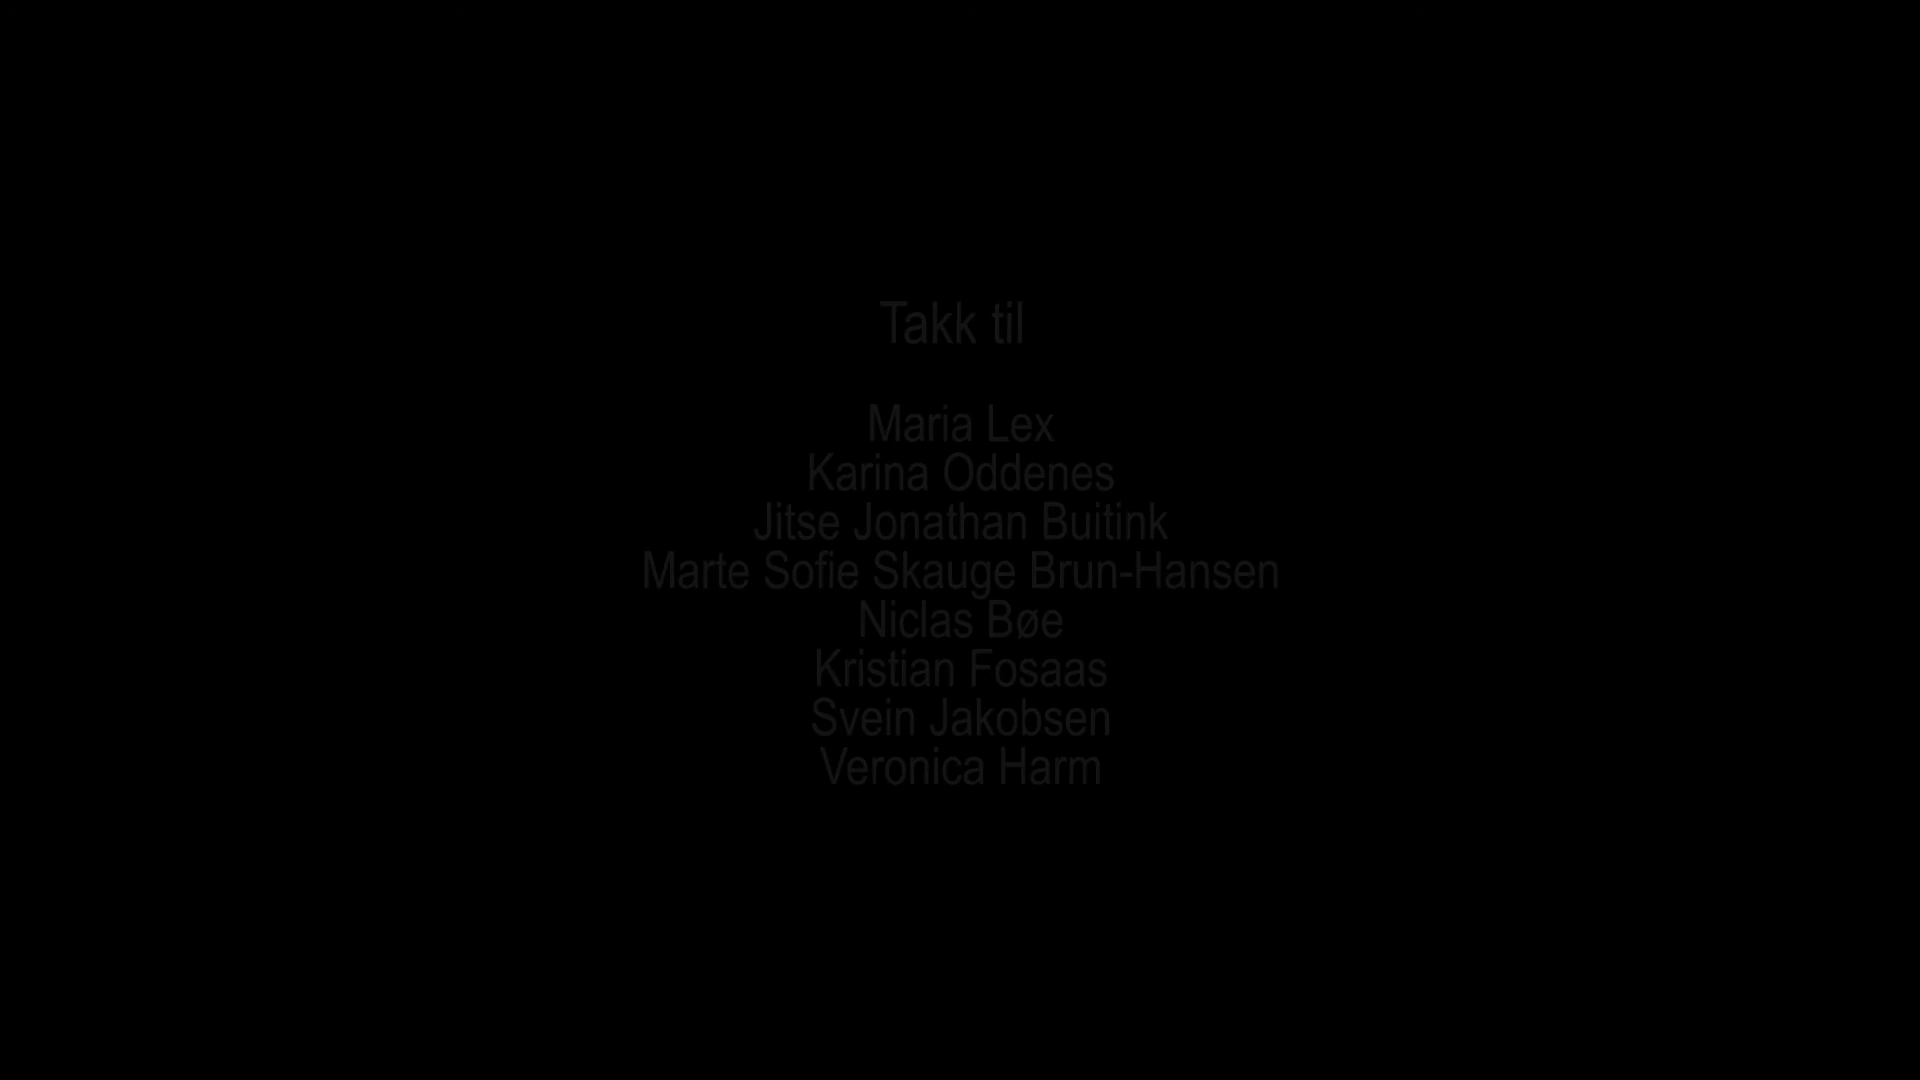 Takk til
Maria Lex
Karina Oddenes
Jitse Jonathan Buitink
Marte Sofie Skauge Brun-Hansen
Niclas Bøe
Kristian Fosaas
Svein Jakobsen
Veronica Harm